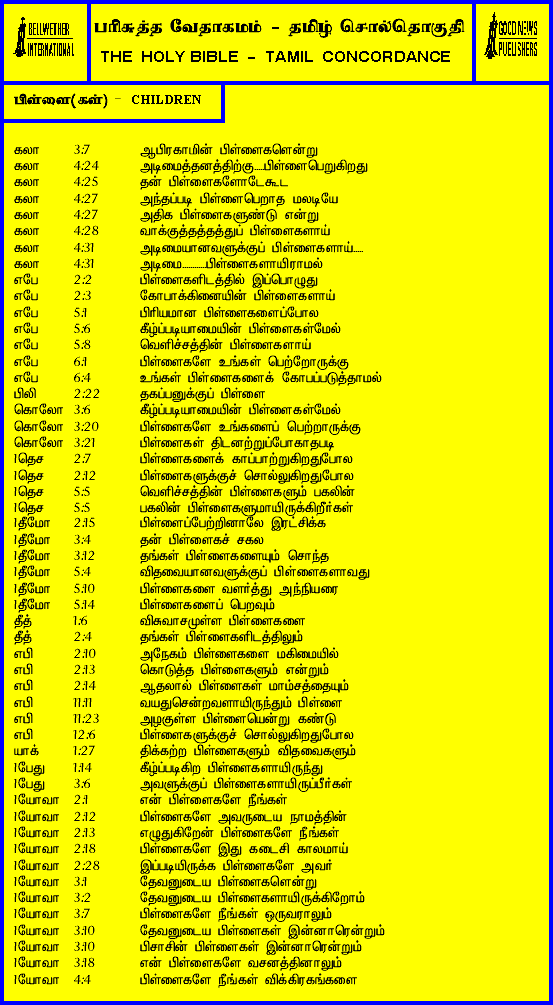 BELLWETHER
INTERNATIONAL
பரிசுத்த வேதாகமம் - தமிழ் சொல்தொகுதி
THE HOLY BIBLE - TAMIL CONCORDANCE
GOOD NEWS
PUBLISHERS
பிள்ளை(கள்) - CHILDREN
கலா 3:7 ஆபிரகாமின் பிள்ளைகளென்று
கலா 4:24 அடிமைத்தனத்திற்கு....பிள்ளைபெறுகிறது
கலா 4:25 தன் பிள்ளைகளோடேகூட
கலா 4:27 அந்தப்படி பிள்ளைபெறாத மலடியே
கலா 4:27 அதிக பிள்ளைகளுண்டு என்று
கலா 4:28 வாக்குத்தத்தத்துப் பிள்ளைகளாய்
கலா 4:31 அடிமையானவளுக்குப் பிள்ளைகளாய்.....
கலா 4:31 அடிமை...........பிள்ளைகளாயிராமல்
எபே 2:2 பிள்ளைகளிடத்தில் இப்பொழுது
எபே 2:3 கோபாக்கினையின் பிள்ளைகளாய்
எபே 5:1 பிரியமான பிள்ளைகளைப்போல
எபே 5:6 கீழ்ப்படியாமையின் பிள்ளைகள்மேல்
எபே 5:8 வெளிச்சத்தின் பிள்ளைகளாய்
எபே 6:1 பிள்ளைகளே உங்கள் பெற்றோருக்கு
எபே 6:4 உங்கள் பிள்ளைகளைக் கோபப்படுத்தாமல்
பிலி 2:22 தகப்பனுக்குப் பிள்ளை
கொலோ 3:6 கீழ்ப்படியாமையின் பிள்ளைகள்மேல்
கொலோ 3:20 பிள்ளைகளே உங்களைப் பெற்றாருக்கு
கொலோ 3:21 பிள்ளைகள் திடனற்றுப்போகாதபடி
1தெச 2:7 பிள்ளைகளைக் காப்பாற்றுகிறதுபோல
1தெச 2:12 பிள்ளைகளுக்குச் சொல்லுகிறதுபோல
1தெச 5:5 வெளிச்சத்தின் பிள்ளைகளும் பகலின்
1தெச 5:5 பகலின் பிள்ளைகளுமாயிருக்கிறீர்கள்
1தீமோ 2:15 பிள்ளைப்பேற்றினாலே இரட்சிக்க
1தீமோ 3:4 தன் பிள்ளைகச் சகல
1தீமோ 3:12 தங்கள் பிள்ளைகளையும் சொந்த
1தீமோ 5:4 விதவையானவளுக்குப் பிள்ளைகளாவது
1தீமோ 5:10 பிள்ளைகளை வளர்த்து அந்நியரை
1தீமோ 5:14 பிள்ளைகளைப் பெறவும்
தீத் 1:6 விசுவாசமுள்ள பிள்ளைகளை
தீத் 2:4 தங்கள் பிள்ளைகளிடத்திலும்
எபி 2:10 அநேகம் பிள்ளைகளை மகிமையில்
எபி 2:13 கொடுத்த பிள்ளைகளும் என்றும்
எபி 2:14 ஆதலால் பிள்ளைகள் மாம்சத்தையும்
எபி 11:11 வயதுசென்றவளாயிருந்தும் பிள்ளை
எபி 11:23 அழகுள்ள பிள்ளையென்று கண்டு
எபி 12:6 பிள்ளைகளுக்குச் சொல்லுகிறதுபோல
யாக் 1:27 திக்கற்ற பிள்ளைகளும் விதவைகளும்
1பேது 1:14 கீழ்ப்படிகிற பிள்ளைகளாயிருந்து
1பேது 3:6 அவளுக்குப் பிள்ளைகளாயிருப்பீர்கள்
1யோவா 2:1 என் பிள்ளைகளே நீங்கள்
1யோவா 2:12 பிள்ளைகளே அவருடைய நாமத்தின்
1யோவா 2:13 எழுதுகிறேன் பிள்ளைகளே நீங்கள்
1யோவா 2:18 பிள்ளைகளே இது கடைசி காலமாய்
1யோவா 2:28 இப்படியிருக்க பிள்ளைகளே அவர்
1யோவா 3:1 தேவனுடைய பிள்ளைகளென்று
1யோவா 3:2 தேவனுடைய பிள்ளைகளாயிருக்கிறோம்
1யோவா 3:7 பிள்ளைகளே நீங்கள் ஒருவராலும்
1யோவா 3:10 தேவனுடைய பிள்ளைகள் இன்னாரென்றும்
1யோவா 3:10 பிசாசின் பிள்ளைகள் இன்னாரென்றும்
1யோவா 3:18 என் பிள்ளைகளே வசனத்தினாலும்
1யோவா 4:4 பிள்ளைகளே நீங்கள் விக்கிரகங்களை